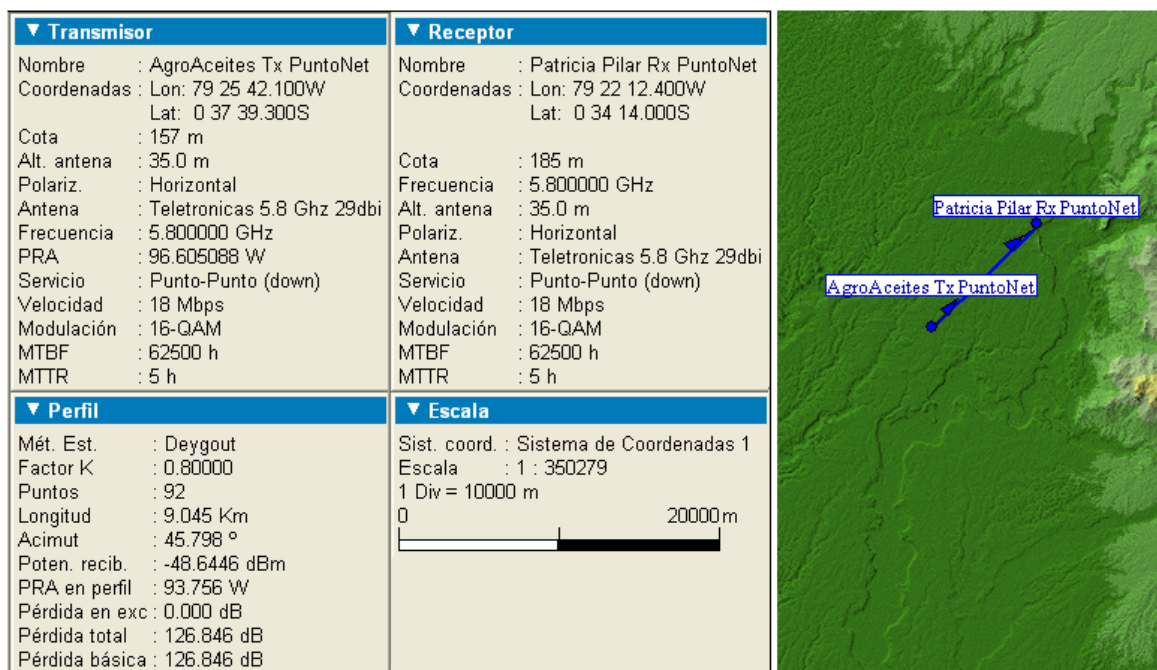 ▼ Transmisor
Nombre : AgroAceites Tx PuntoNet
Coordenadas : Lon: 79 25 42.100W
Lat: 0 37 39.300S
Cota : 157 m
Alt. antena : 35.0 m
Polariz. : Horizontal
Antena : Teletronicas 5.8 Ghz 29dbi
Frecuencia : 5.800000 GHz
PRA : 96.605088 W
Servicio : Punto-Punto (down)
Velocidad : 18 Mbps
Modulación : 16-QAM
MTBF : 62500 h
MTTR : 5 h
▼ Receptor
Nombre : Patricia Pilar Rx PuntoNet
Coordenadas : Lon: 79 22 12.400W
Lat: 0 34 14.000S
Cota : 185 m
Frecuencia : 5.800000 GHz
Alt. antena : 35.0 m
Polariz. : Horizontal
Antena : Teletronicas 5.8 Ghz 29dbi
Servicio : Punto-Punto (down)
Velocidad : 18 Mbps
Modulación : 16-QAM
MTBF : 62500 h
MTTR : 5 h
▼ Perfil
Mét. Est. : Deygout
Factor K : 0.80000
Puntos : 92
Longitud : 9.045 Km
Acimut : 45.798 º
Poten. recib. : -48.6446 dBm
PRA en perfil : 93.756 W
Pérdida en exc : 0.000 dB
Pérdida total : 126.846 dB
Pérdida básica : 126.846 dB
▼ Escala
Sist. coord. : Sistema de Coordenadas 1
Escala : 1 : 350279
1 Div = 10000 m
0 20000m
Patricia Pilar Rx PuntoNet
AgroAceites Tx PuntoNet